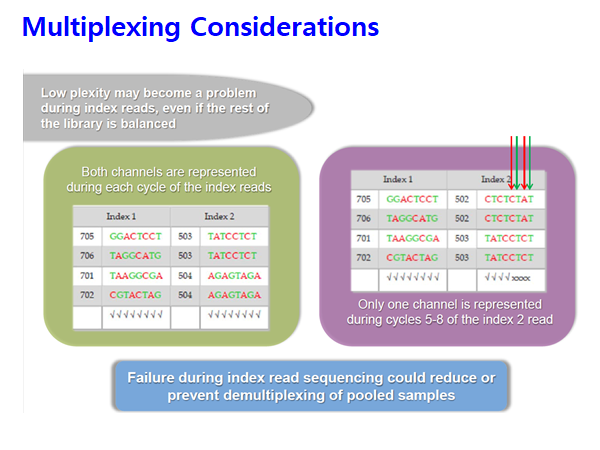 Multiplexing Considerations
Low plexity may become a problem
during index reads, even if the rest of
the library is balanced
Both channels are represented
during each cycle of the index reads
Index 1 Index 2
705 GGACTCCT 503 TATCCTCT
706 TAGGCATG 503 TATCCTCT
701 TAAGGCGA 504 AGAGTAGA
702 CGTACTAG 504 AGAGTAGA
√√√√√√√√ √√√√√√√√
Index 1 Index 2
705 GGACTCCT 502 CTCTCTAT
706 TAGGCATG 502 CTCTCTAT
701 TAAGGCGA 503 TATCCTCT
702 CGTACTAG 503 TATCCTCT
√√√√√√√√ √√√√xxxx
Only one channel is represented
during cycles 5-8 of the index 2 read
Failure during index read sequencing could reduce or
prevent demultiplexing of pooled samples